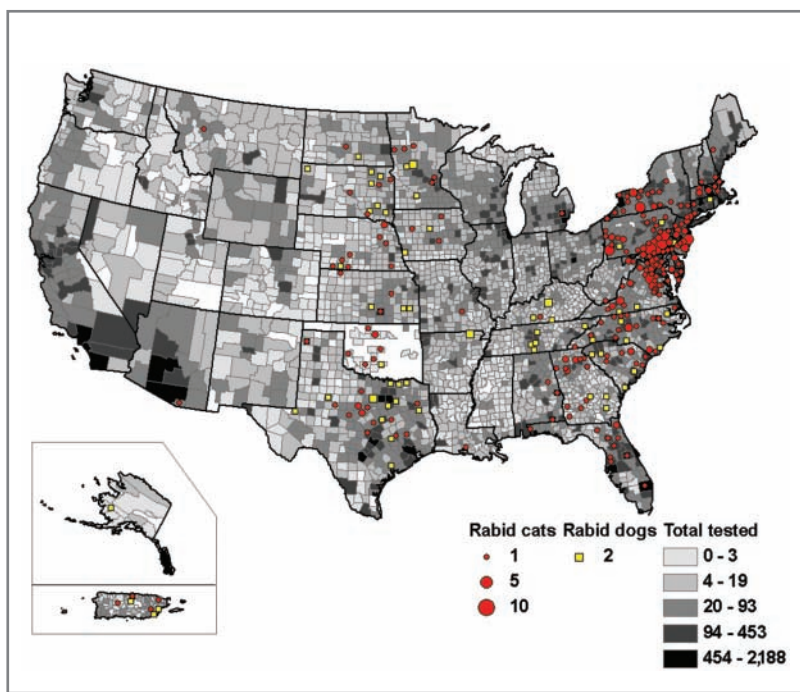 Rabid cats
1
5
10
Rabid dogs
2
Total tested
0 - 3
4 - 19
20 - 93
94 - 453
454 - 2,188